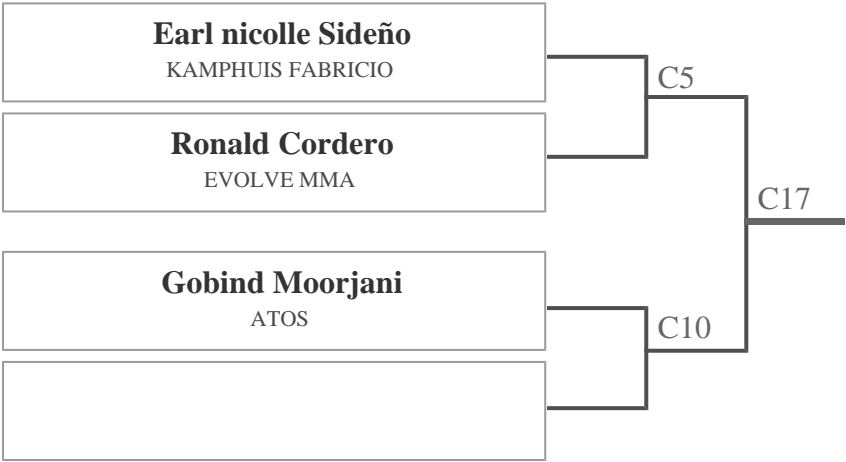 Earl nicolle Sideño
KAMPHUIS FABRICIO
C5
Ronald Cordero
EVOLVE MMA
C17
Gobind Moorjani
ATOS
C10